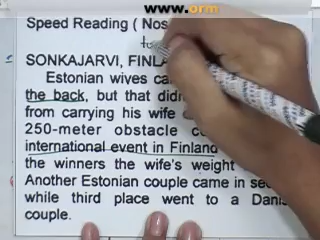 www.orm
Speed Reading ( Nos
SONKAJARVI, FINLA
Estonian wives ca
the back, but that didn
from carrying his wife
250-meter obstacle co
international event in Finland
the winners the wife's weight
Another Estonian couple came in sec
while third place went to a Danis
couple.